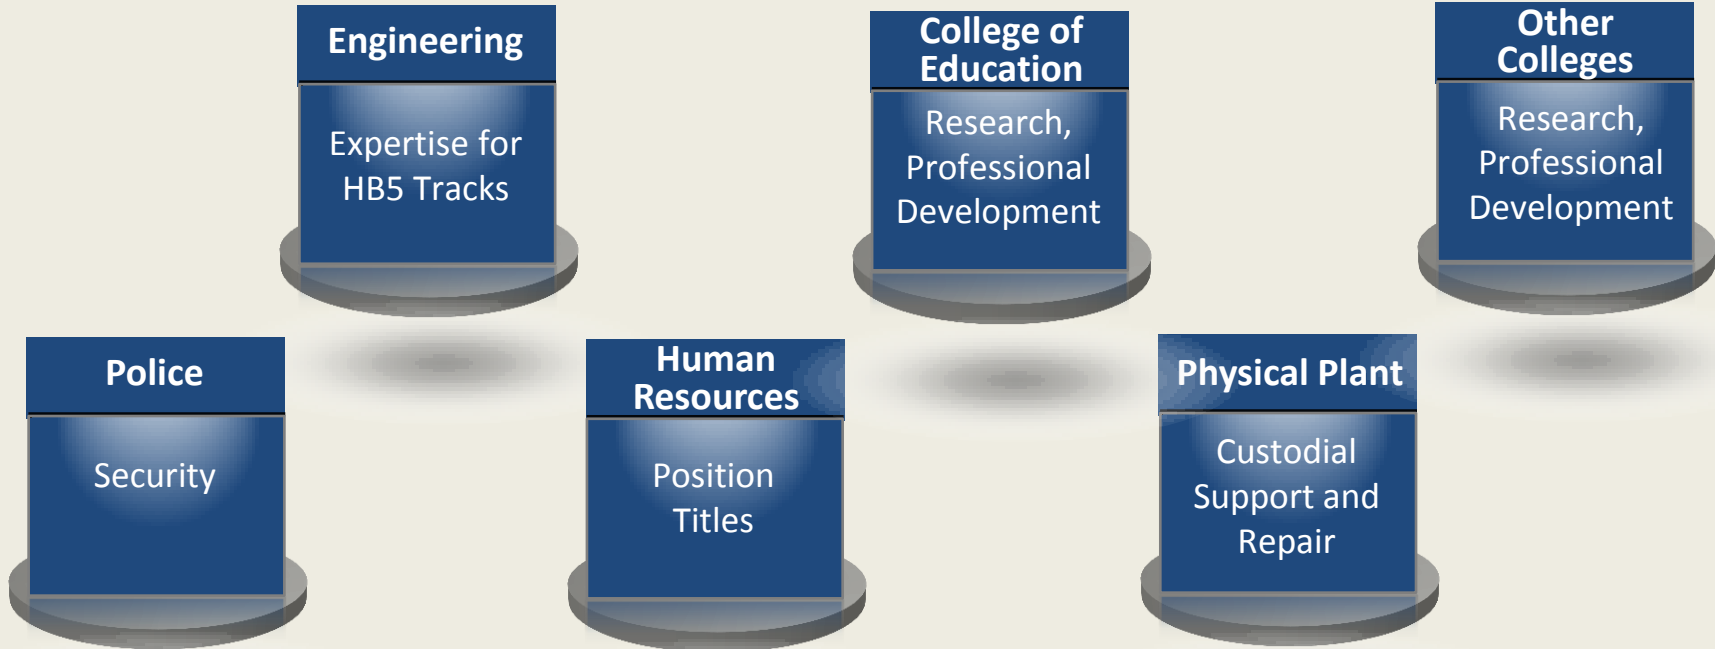 Engineering
Expertise for
HB5 Tracks
College of
Education
Research,
Professional
Development
Other
Colleges
Research,
Professional
Development
Police
Security
Human
Resources
Position
Titles
Physical Plant
Custodial
Support and
Repair